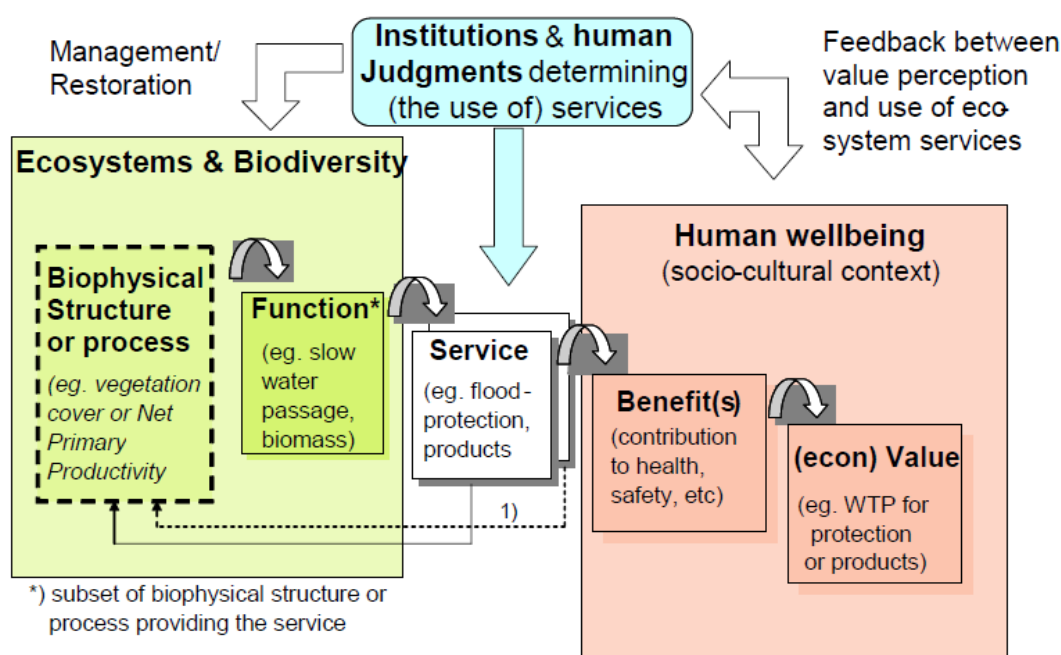 Management/
Restoration
Institutions & human
Judgments determining
(the use of) services
Feedback between
value perception
and use of eco-
system services
Ecosystems & Biodiversity
Biophysical
Structure
or process
(eg. vegetation
cover or Net
Primary
Productivity
Function*
(eg. slow
water
passage,
biomass)
Service
(eg. flood-
protection,
products
Human wellbeing
(socio-cultural context)
Benefit(s)
(contribution
to health,
safety, etc)
(econ) Value
(eg. WTP for
protection
or products)
1)
*) subset of biophysical structure or
process providing the service